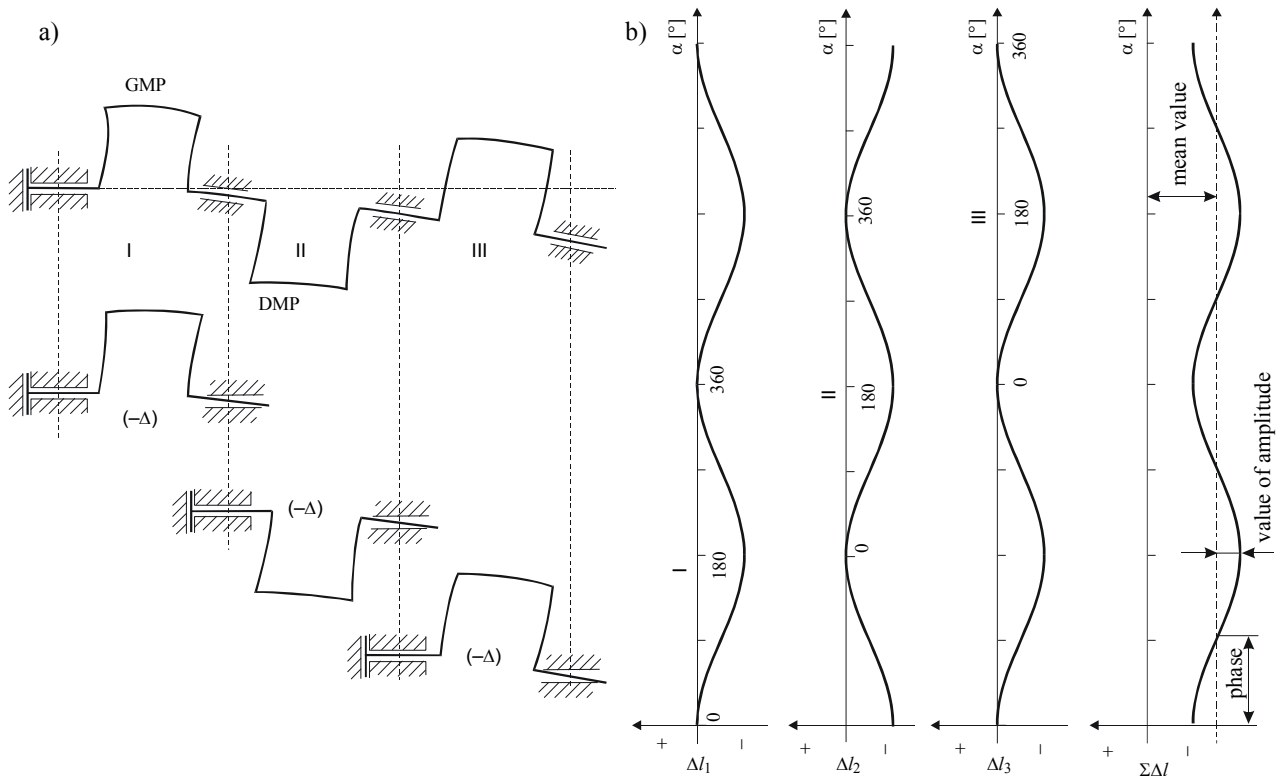 a)
GMP
I
II
III
DMP
(−Δ)
(−Δ)
(−Δ)
b)
α [°]
360
I
180
0
+
−
Δl₁
α [°]
360
II
180
0
+
−
Δl₂
α [°]
360
III
180
0
+
−
Δl₃
α [°]
mean value
value of amplitude
phase
+
−
ΣΔl